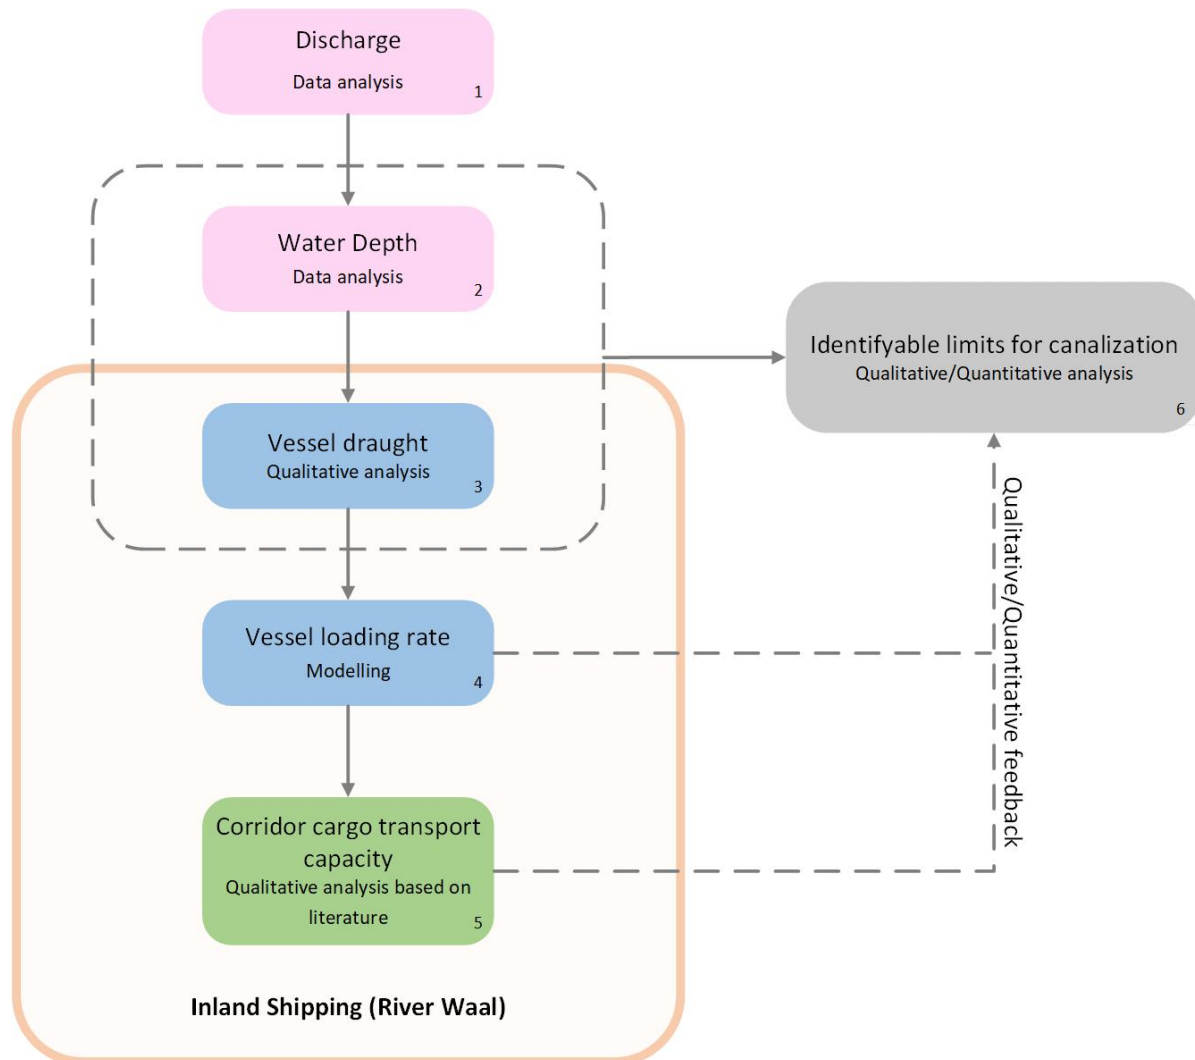 Discharge
Data analysis
1
Water Depth
Data analysis
2
Identifyable limits for canalization
Qualitative/Quantitative analysis
6
Vessel draught
Qualitative analysis
3
Vessel loading rate
Modelling
4
Qualitative/Quantitative feedback
Corridor cargo transport
capacity
Qualitative analysis based on
literature
5
Inland Shipping (River Waal)